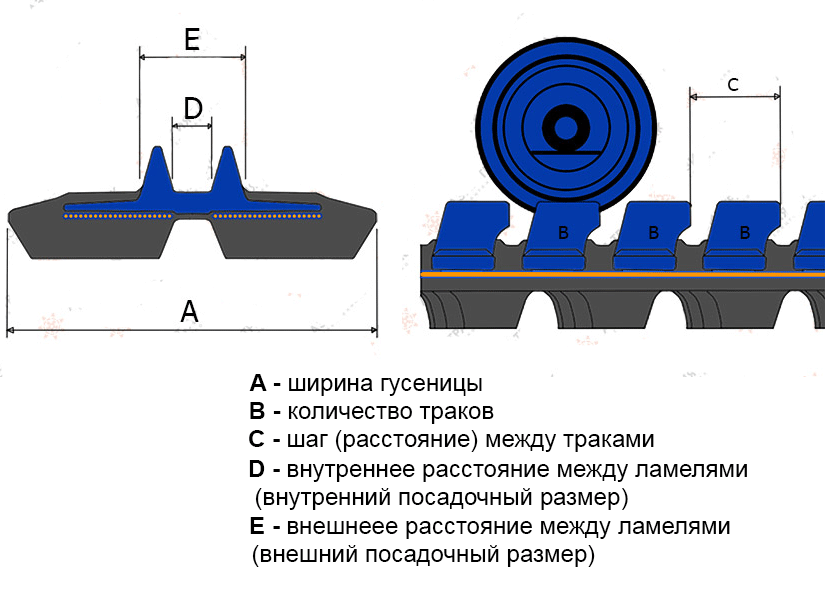 E
D
C
B B B
A
A - ширина гусеницы
B - количество траков
C - шаг (расстояние) между траками
D - внутреннее расстояние между ламелями
(внутренний посадочный размер)
E - внешнеее расстояние между ламелями
(внешний посадочный размер)